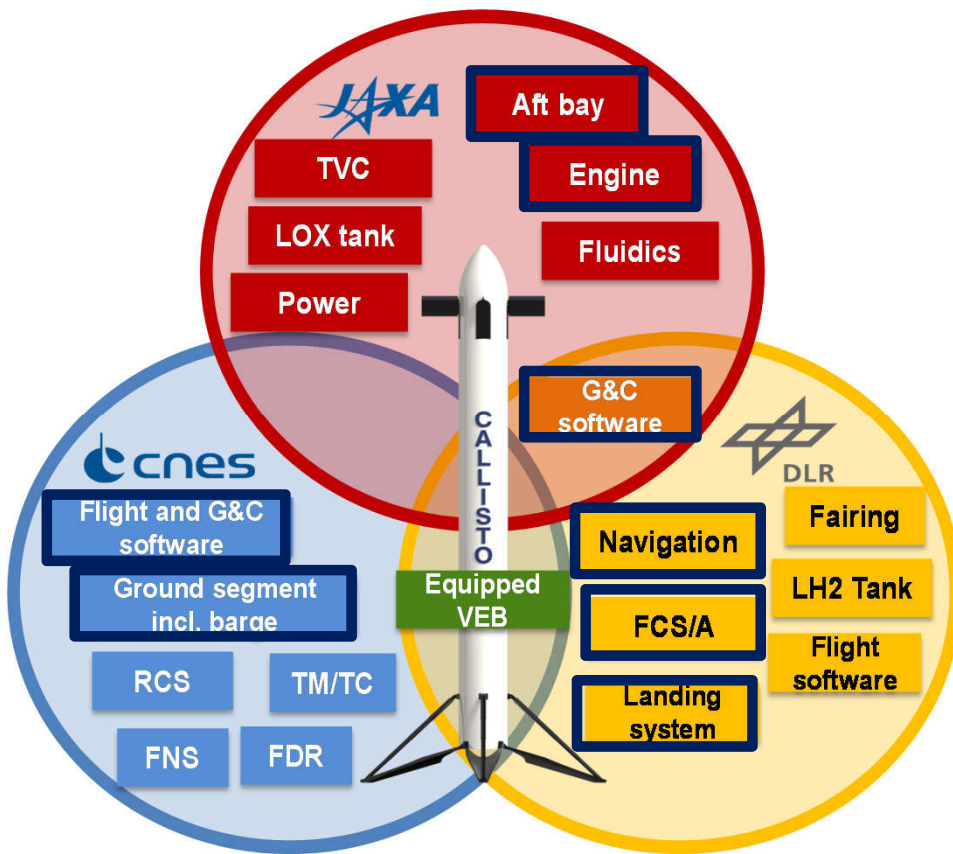 JAXA
Aft bay
TVC
Engine
LOX tank
Fluidics
Power
G&C
software
CALLISTO
cnes
DLR
Flight and G&C
software
Fairing
Navigation
Ground segment
incl. barge
Equipped
VEB
LH2 Tank
FCS/A
RCS
TM/TC
Flight
software
Landing
system
FNS
FDR